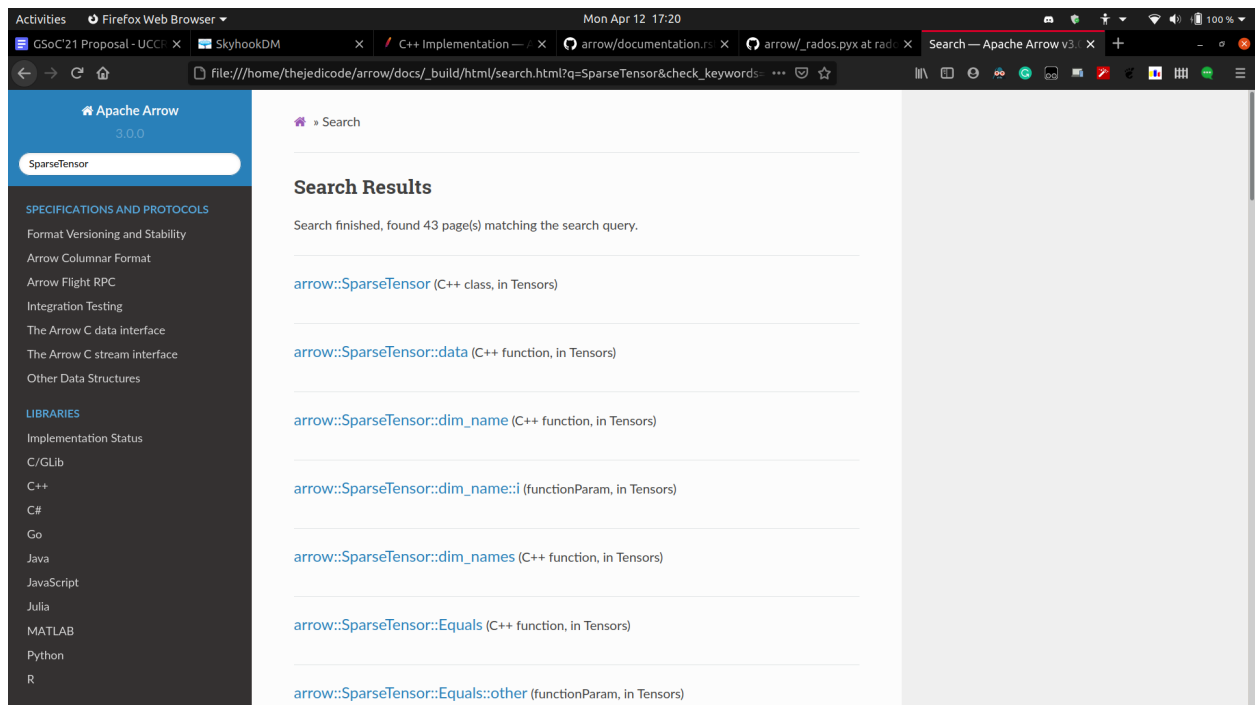 Activities Firefox Web Browser Mon Apr 12 17:20 100 %
GSoC'21 Proposal - UCCR SkyhookDM C++ Implementation — A arrow/documentation.rs arrow/_rados.pyx at rado Search — Apache Arrow v3.0
file:///home/thejedicode/arrow/docs/_build/html/search.html?q=SparseTensor&check_keywords=
Apache Arrow
3.0.0
SparseTensor
SPECIFICATIONS AND PROTOCOLS
Format Versioning and Stability
Arrow Columnar Format
Arrow Flight RPC
Integration Testing
The Arrow C data interface
The Arrow C stream interface
Other Data Structures
LIBRARIES
Implementation Status
C/GLib
C++
C#
Go
Java
JavaScript
Julia
MATLAB
Python
R
» Search
Search Results
Search finished, found 43 page(s) matching the search query.
arrow::SparseTensor (C++ class, in Tensors)
arrow::SparseTensor::data (C++ function, in Tensors)
arrow::SparseTensor::dim_name (C++ function, in Tensors)
arrow::SparseTensor::dim_name::i (functionParam, in Tensors)
arrow::SparseTensor::dim_names (C++ function, in Tensors)
arrow::SparseTensor::Equals (C++ function, in Tensors)
arrow::SparseTensor::Equals::other (functionParam, in Tensors)